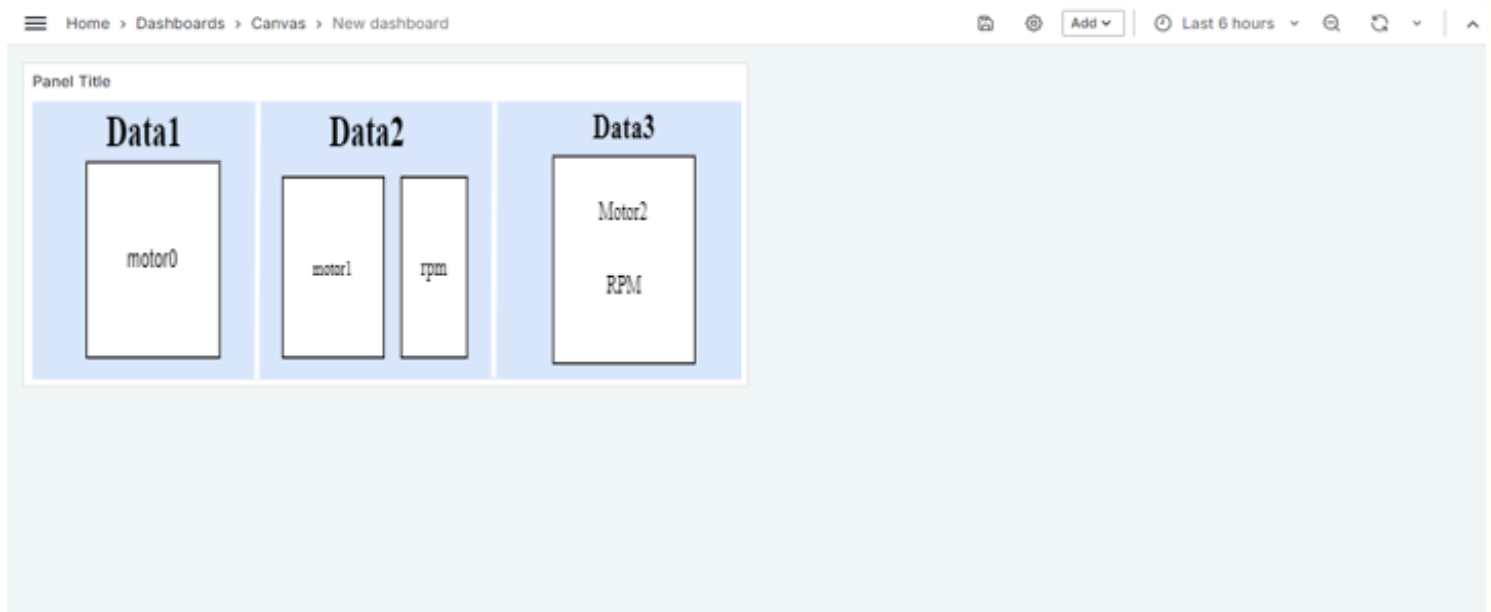 Home > Dashboards > Canvas > New dashboard
Add
Last 6 hours
Panel Title
Data1
Data2
Data3
motor0
motor1
rpm
Motor2
RPM